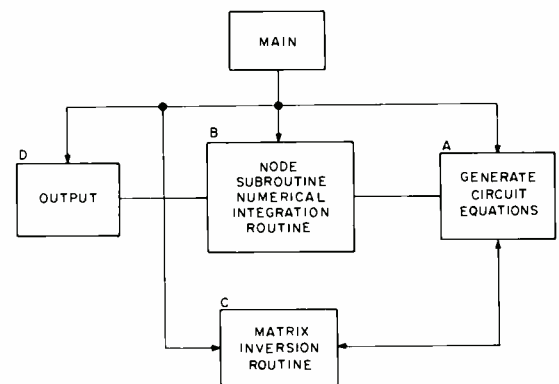 MAIN
D
OUTPUT
B
NODE
SUBROUTINE
NUMERICAL
INTEGRATION
ROUTINE
A
GENERATE
CIRCUIT
EQUATIONS
C
MATRIX
INVERSION
ROUTINE